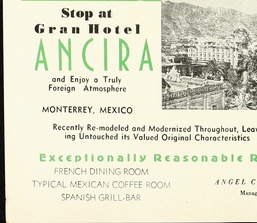 Stop at
Gran Hotel
ANCIRA
and Enjoy a Truly
Foreign Atmosphere
MONTERREY, MEXICO
Recently Re-modeled and Modernized Throughout, Leav
ing Untouched its Valued Original Characteristics
Exceptionally Reasonable R
FRENCH DINING ROOM
TYPICAL MEXICAN COFFEE ROOM
SPANISH GRILL-BAR
ANGEL C
Manag